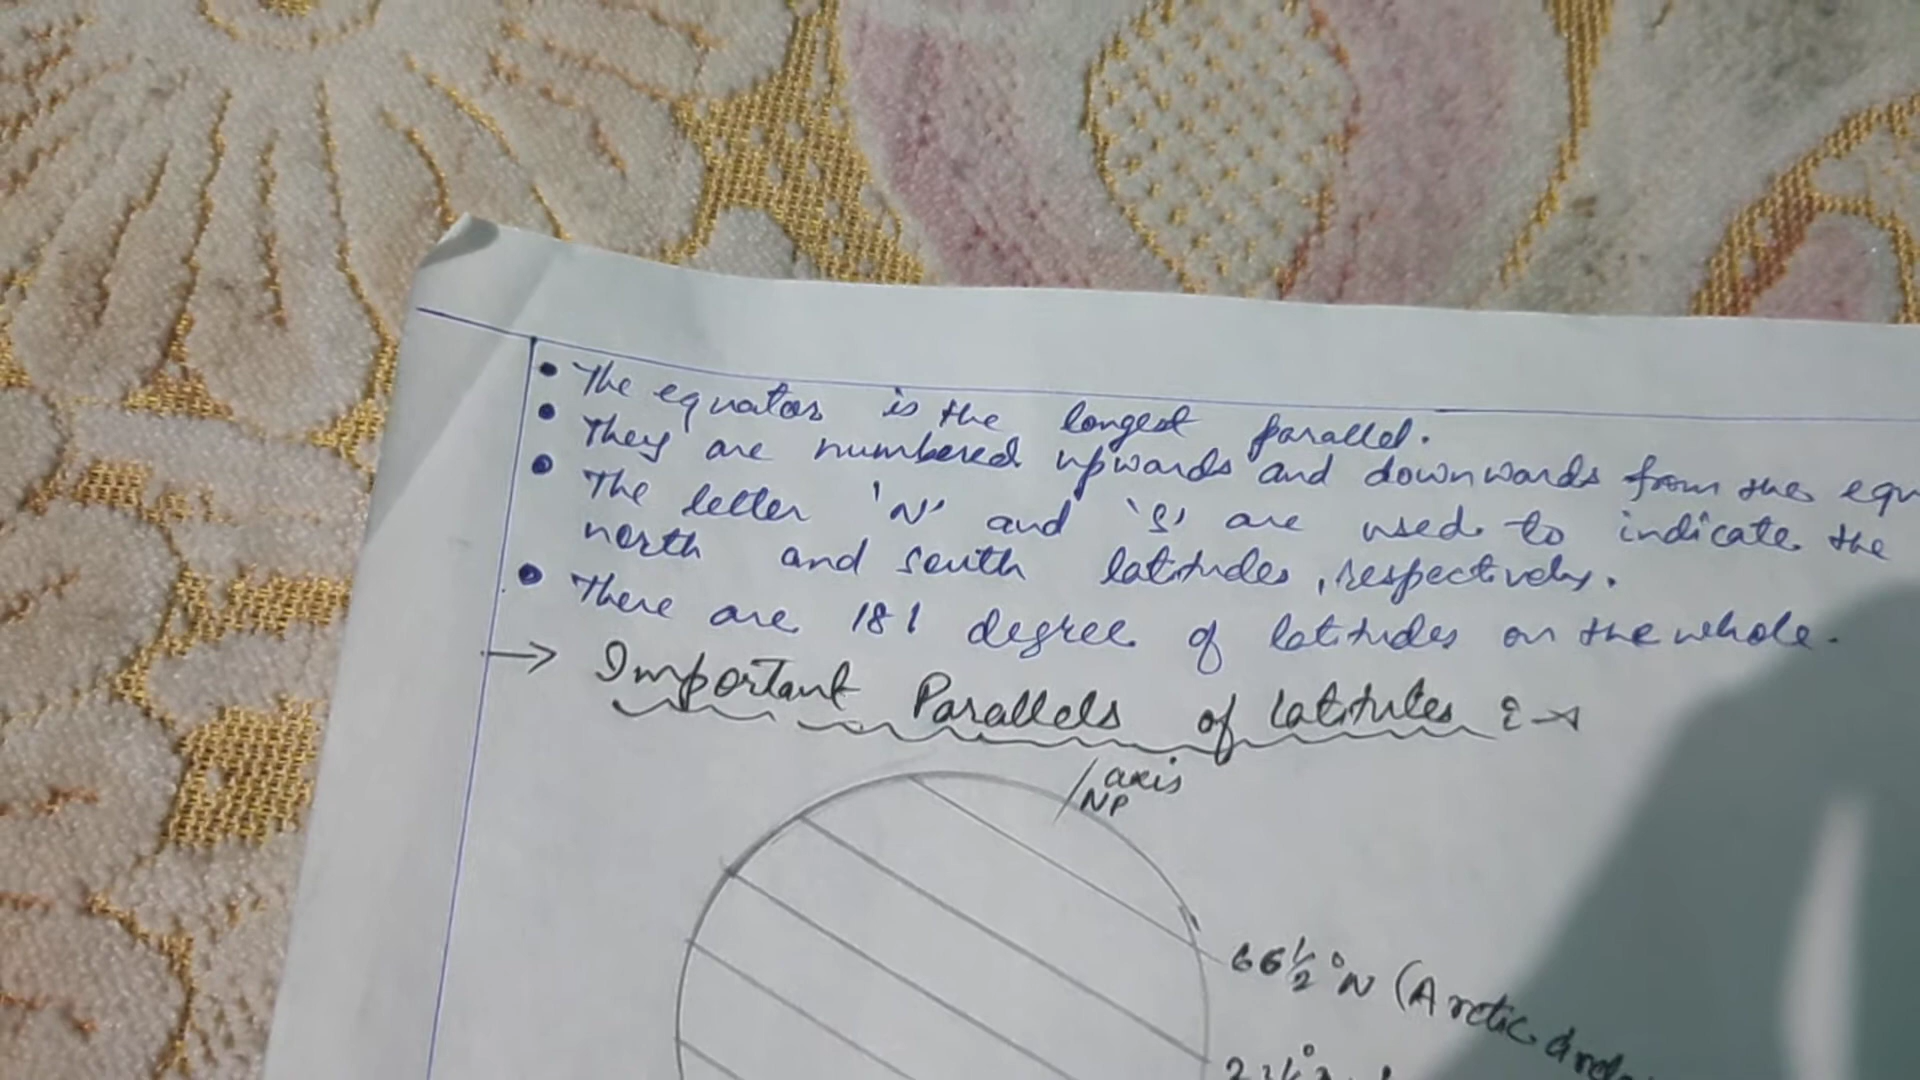 • The equator is the longest parallel.
• They are numbered upwards and downwards from the equ
• The letter 'N' and 'S' are used to indicate the
north and south latitudes, respectively.
• There are 181 degree of latitudes on the whole.
→ Important Parallels of Latitutes :→
axis
NP
66½°N (Arctic